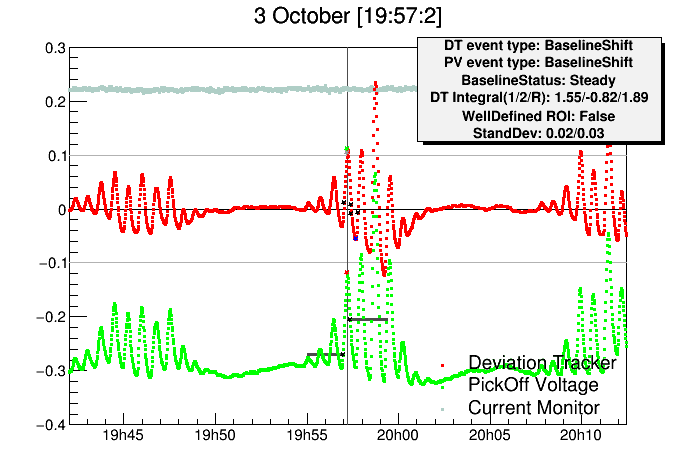 3 October [19:57:2]
DT event type: BaselineShift
PV event type: BaselineShift
BaselineStatus: Steady
DT Integral(1/2/R): 1.55/-0.82/1.89
WellDefined ROI: False
StandDev: 0.02/0.03
0.3
0.2
0.1
0
−0.1
−0.2
−0.3
−0.4
Deviation Tracker
PickOff Voltage
Current Monitor
19h45 19h50 19h55 20h00 20h05 20h10